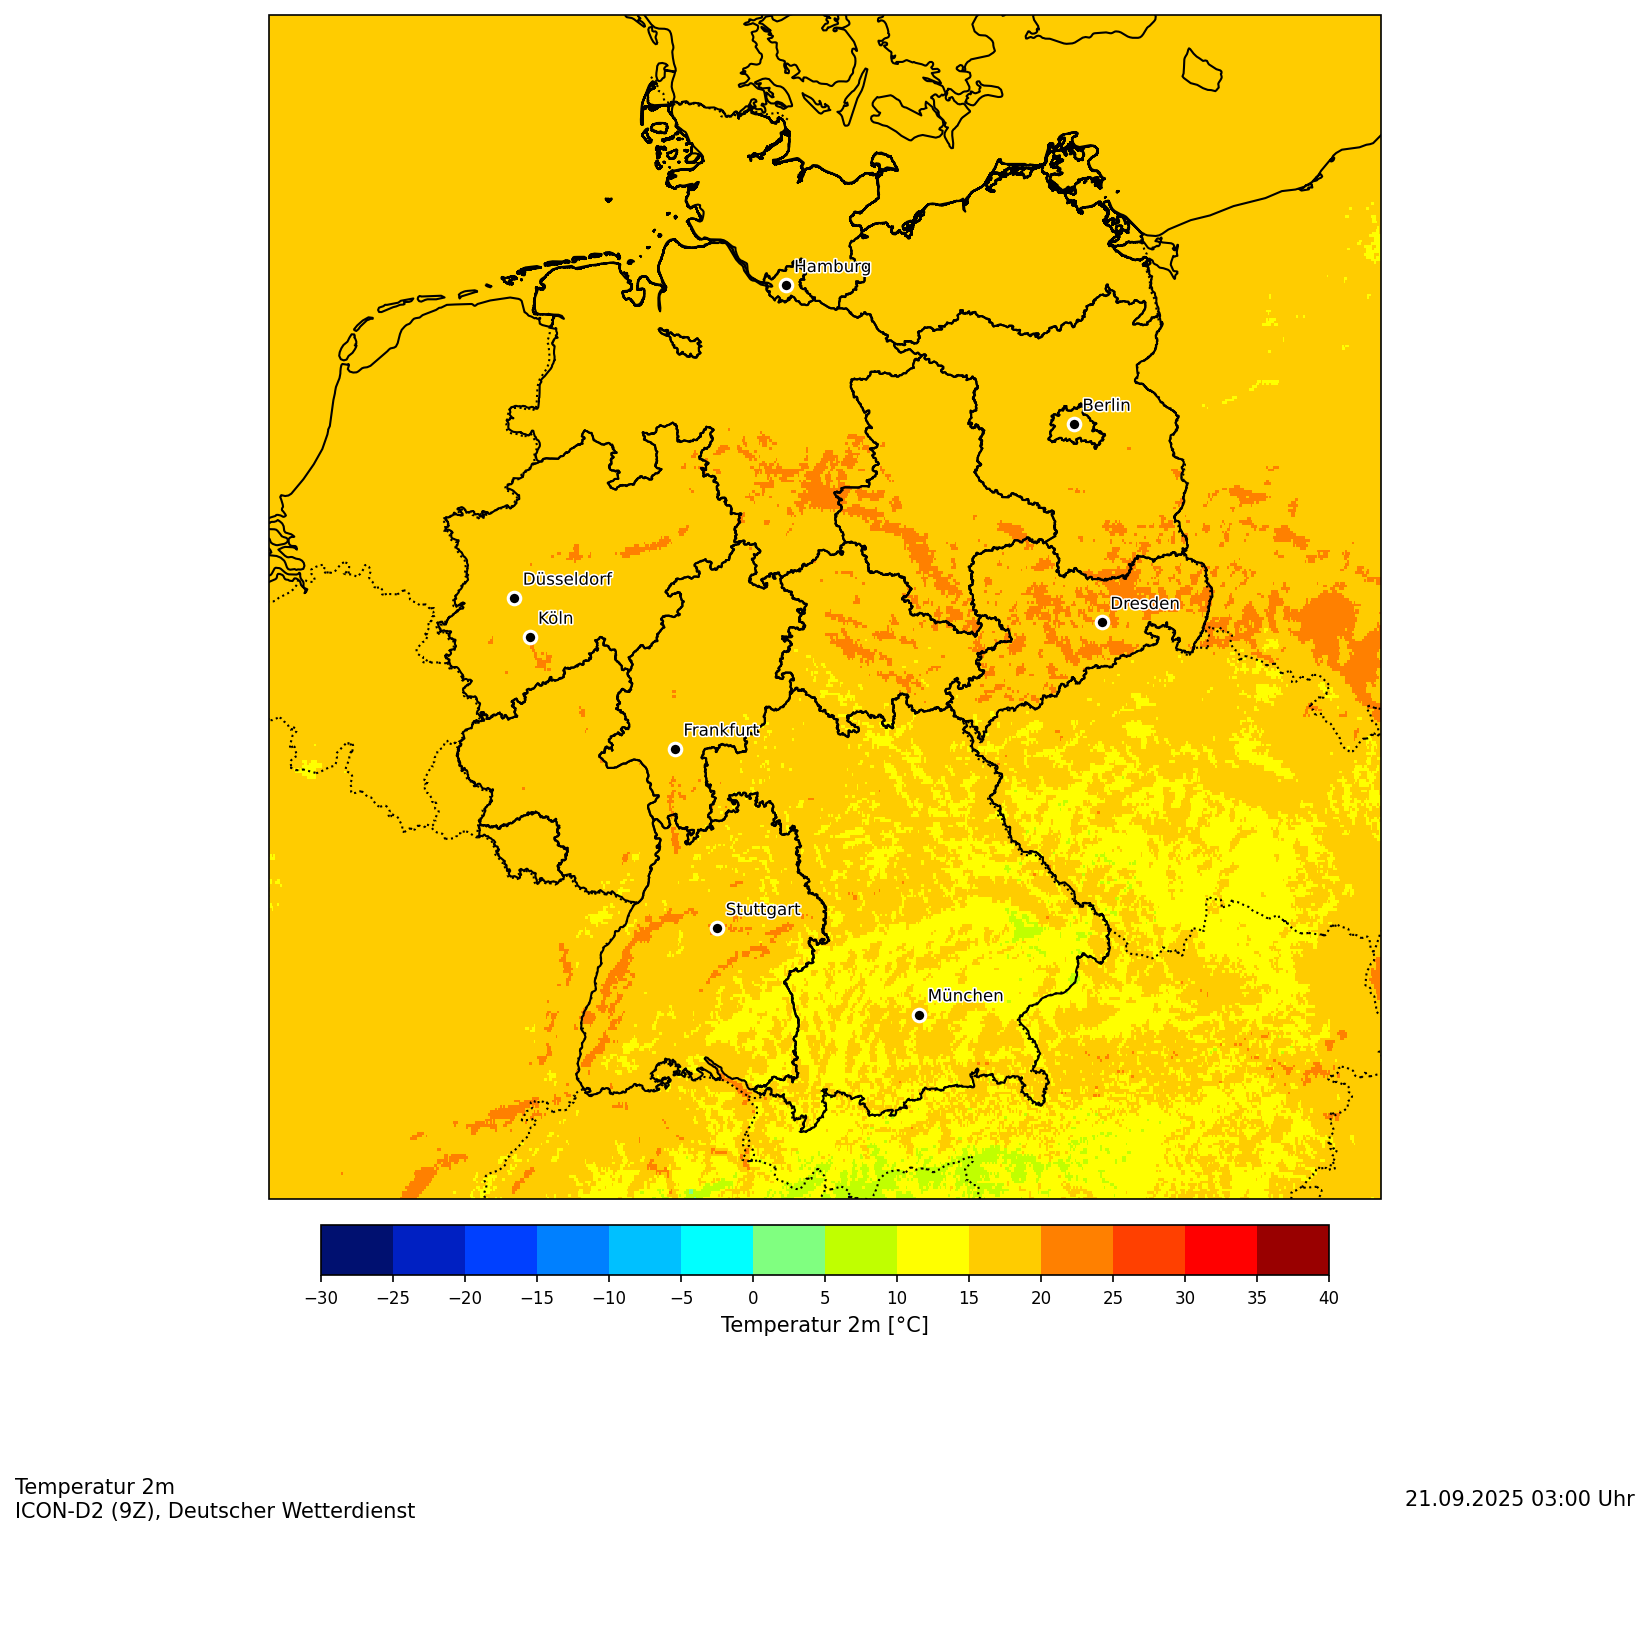 Hamburg
Berlin
Düsseldorf
Köln
Dresden
Frankfurt
Stuttgart
München
−30 −25 −20 −15 −10 −5 0 5 10 15 20 25 30 35 40
Temperatur 2m [°C]
Temperatur 2m
ICON-D2 (9Z), Deutscher Wetterdienst
21.09.2025 03:00 Uhr